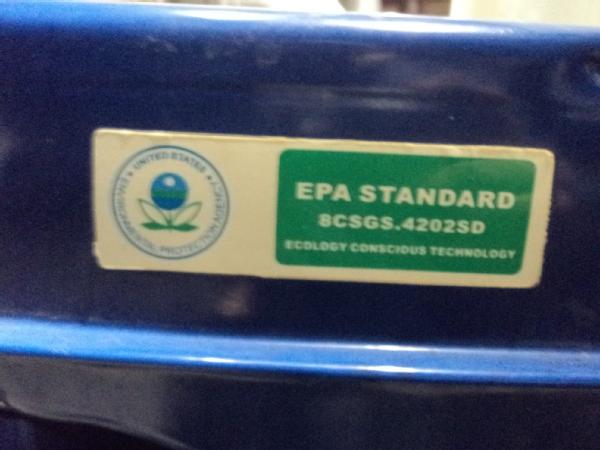 UNITED STATES
ENVIRONMENTAL PROTECTION AGENCY
EPA STANDARD
8CSGS.4202SD
ECOLOGY CONSCIOUS TECHNOLOGY